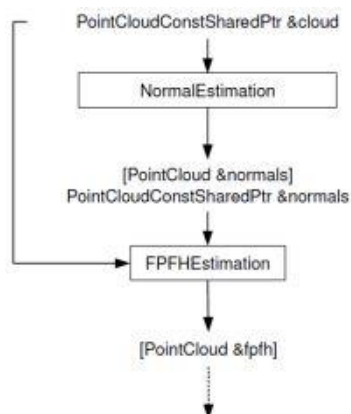 PointCloudConstSharedPtr &cloud
NormalEstimation
[PointCloud &normals]
PointCloudConstSharedPtr &normals
FPFHEstimation
[PointCloud &fpfh]